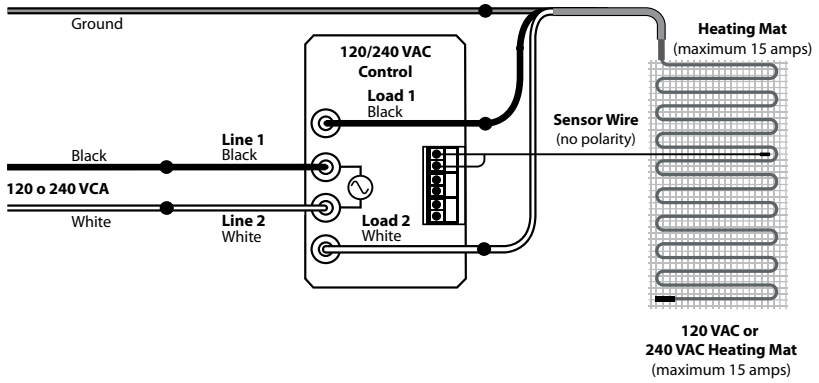 Ground
120/240 VAC
Control
Load 1
Black
Heating Mat
(maximum 15 amps)
Sensor Wire
(no polarity)
Black
Line 1
Black
120 o 240 VCA
White
Line 2
White
Load 2
White
120 VAC or
240 VAC Heating Mat
(maximum 15 amps)